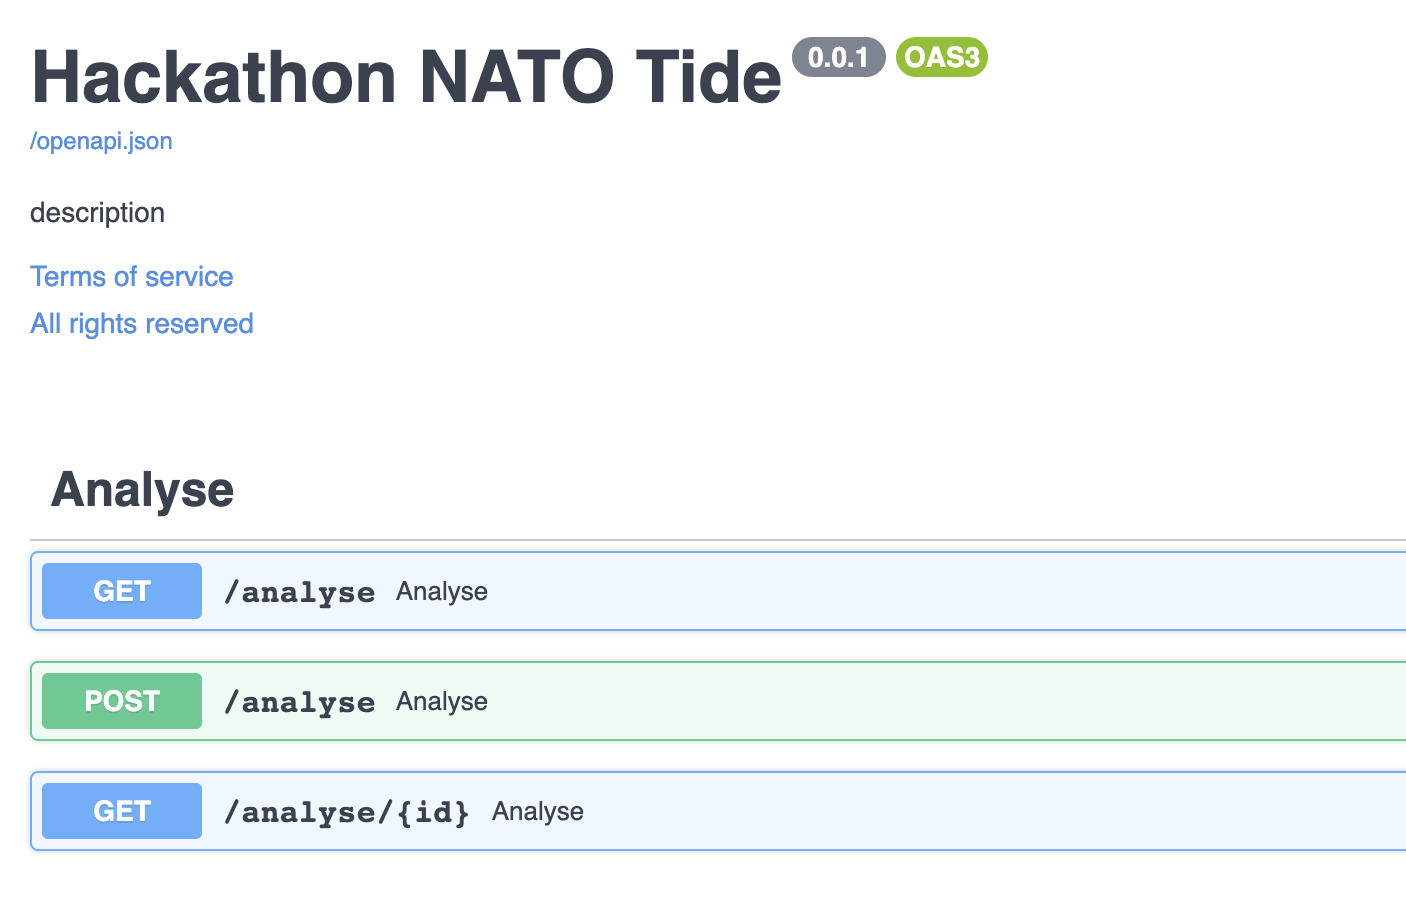 Hackathon NATO Tide 0.0.1 OAS3
/openapi.json
description
Terms of service
All rights reserved
Analyse
GET /analyse Analyse
POST /analyse Analyse
GET /analyse/{id} Analyse